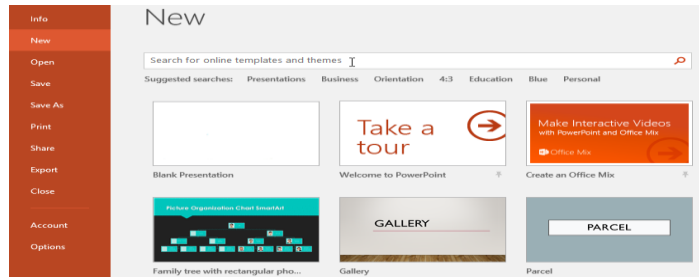 Info
New
Open
Save
Save As
Print
Share
Export
Close
Account
Options
New
Search for online templates and themes
Suggested searches: Presentations Business Orientation 4:3 Education Blue Personal
Take a
tour
Make Interactive Videos
with PowerPoint and Office Mix
Office Mix
Blank Presentation
Welcome to PowerPoint
Create an Office Mix
Picture Organization Chart SmartArt
GALLERY
PARCEL
Family tree with rectangular pho...
Gallery
Parcel